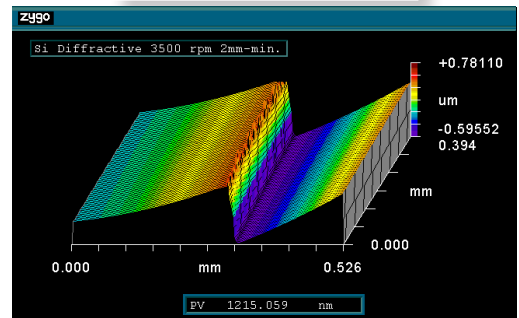 zygo
Si Diffractive 3500 rpm 2mm-min.
+0.78110
um
-0.59552
0.394
mm
0.000
0.000 mm 0.526
PV 1215.059 nm